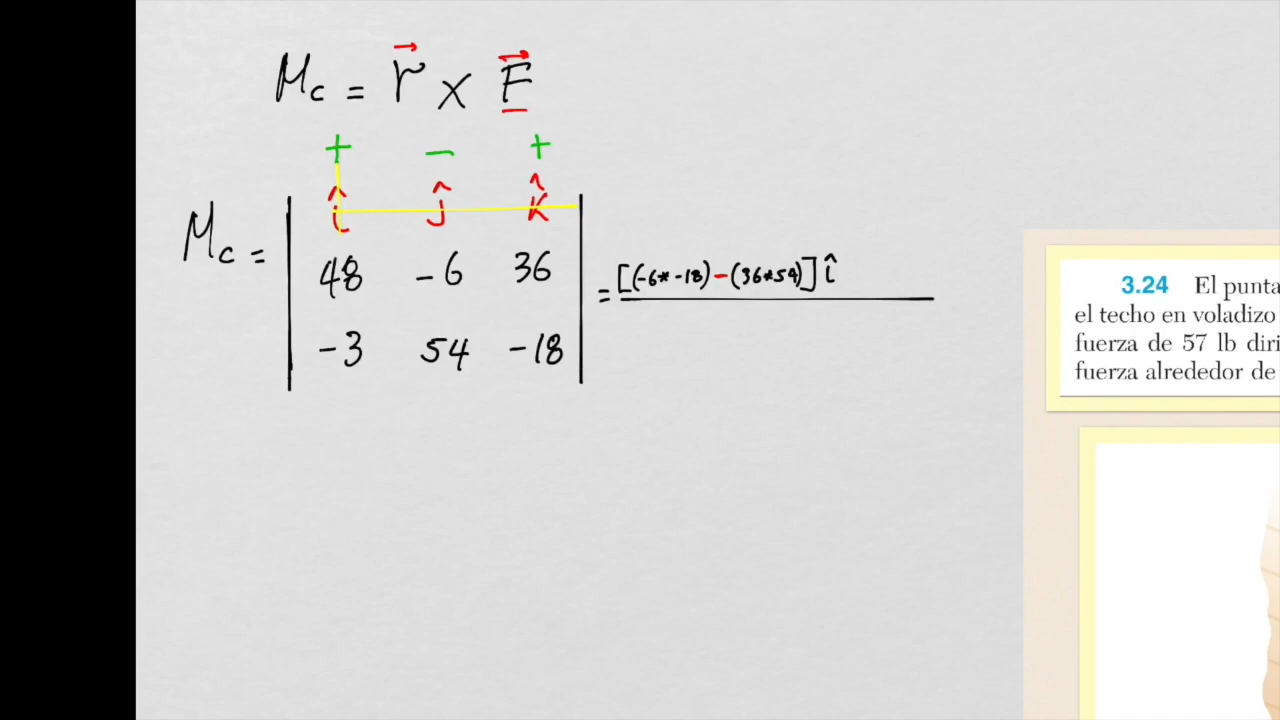 Mc = r⃗ x F⃗
+ - +
î ĵ k̂
Mc = | 48 -6 36 | = [(-6*-18)-(36*54)] î
-3 54 -18
3.24 El punta
el techo en voladizo
fuerza de 57 lb diri
fuerza alrededor de